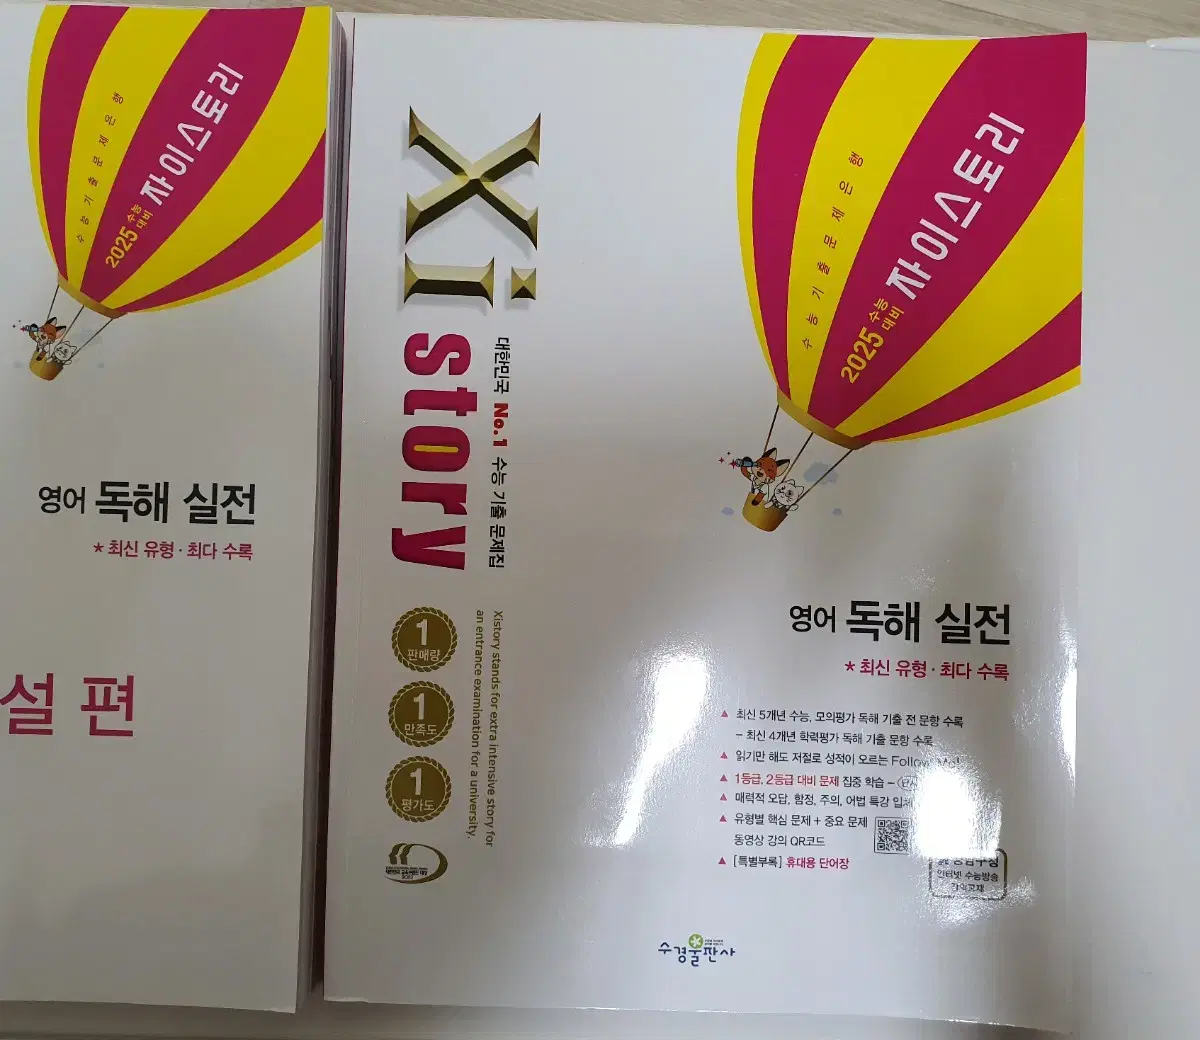 수능기출문제은행
2025 수능대비 자이스토리
영어 독해 실전
* 최신 유형 · 최다 수록
설 편
Xi story
대한민국 No.1 수능 기출 문제집
1
판매량
1
만족도
1
평가도
Xistory stands for extra intensive story for
an entrance examination for a university.
수능기출문제은행
2025 수능대비 자이스토리
영어 독해 실전
* 최신 유형 · 최다 수록
▲ 최신 5개년 수능, 모의평가 독해 기출 전 문항 수록
- 최신 4개년 학력평가 독해 기출 문항 수록
▲ 읽기만 해도 저절로 성적이 오르는 Follow Me!
▲ 1등급, 2등급 대비 문제 집중 학습 -
▲ 매력적 오답, 함정, 주의, 어법 특강 입체
▲ 유형별 핵심 문제 + 중요 문제
동영상 강의 QR코드
▲ [특별부록] 휴대용 단어장
인터넷 수능방송
강의교재
수경출판사